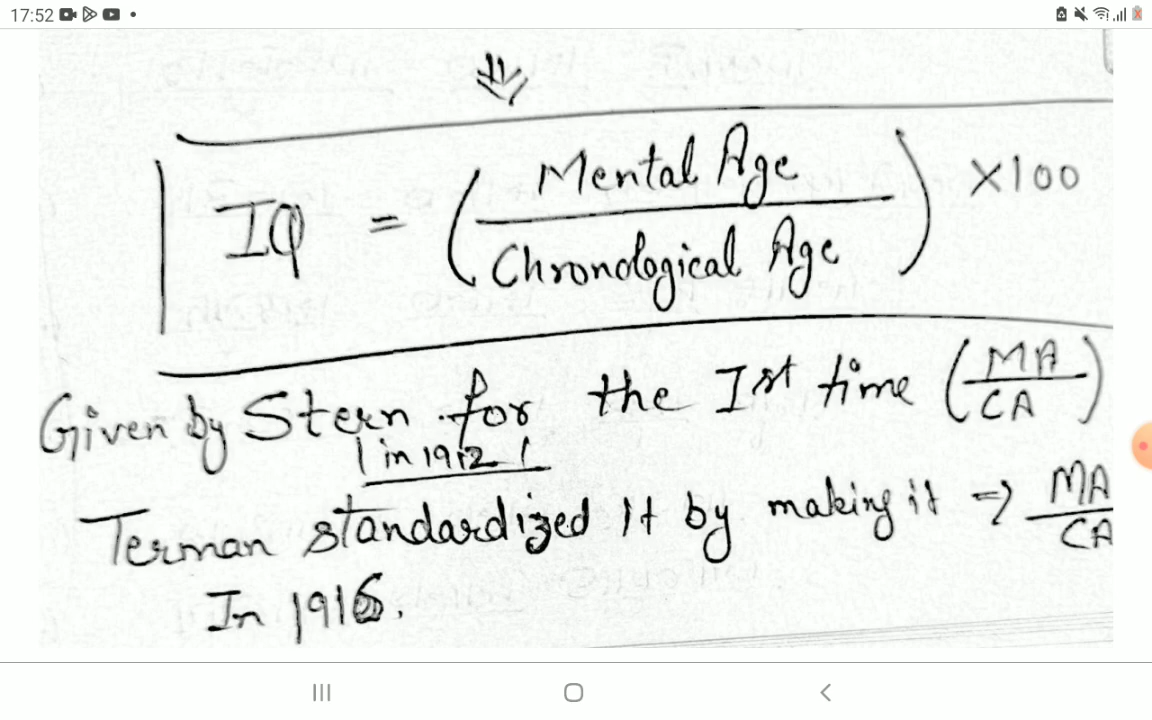 17:52
IQ = (Mental Age / Chronological Age) ×100
Given by Stern for the Ist time (MA / CA)
in 1912
Terman standardized it by making it => MA / CA
In 1916.